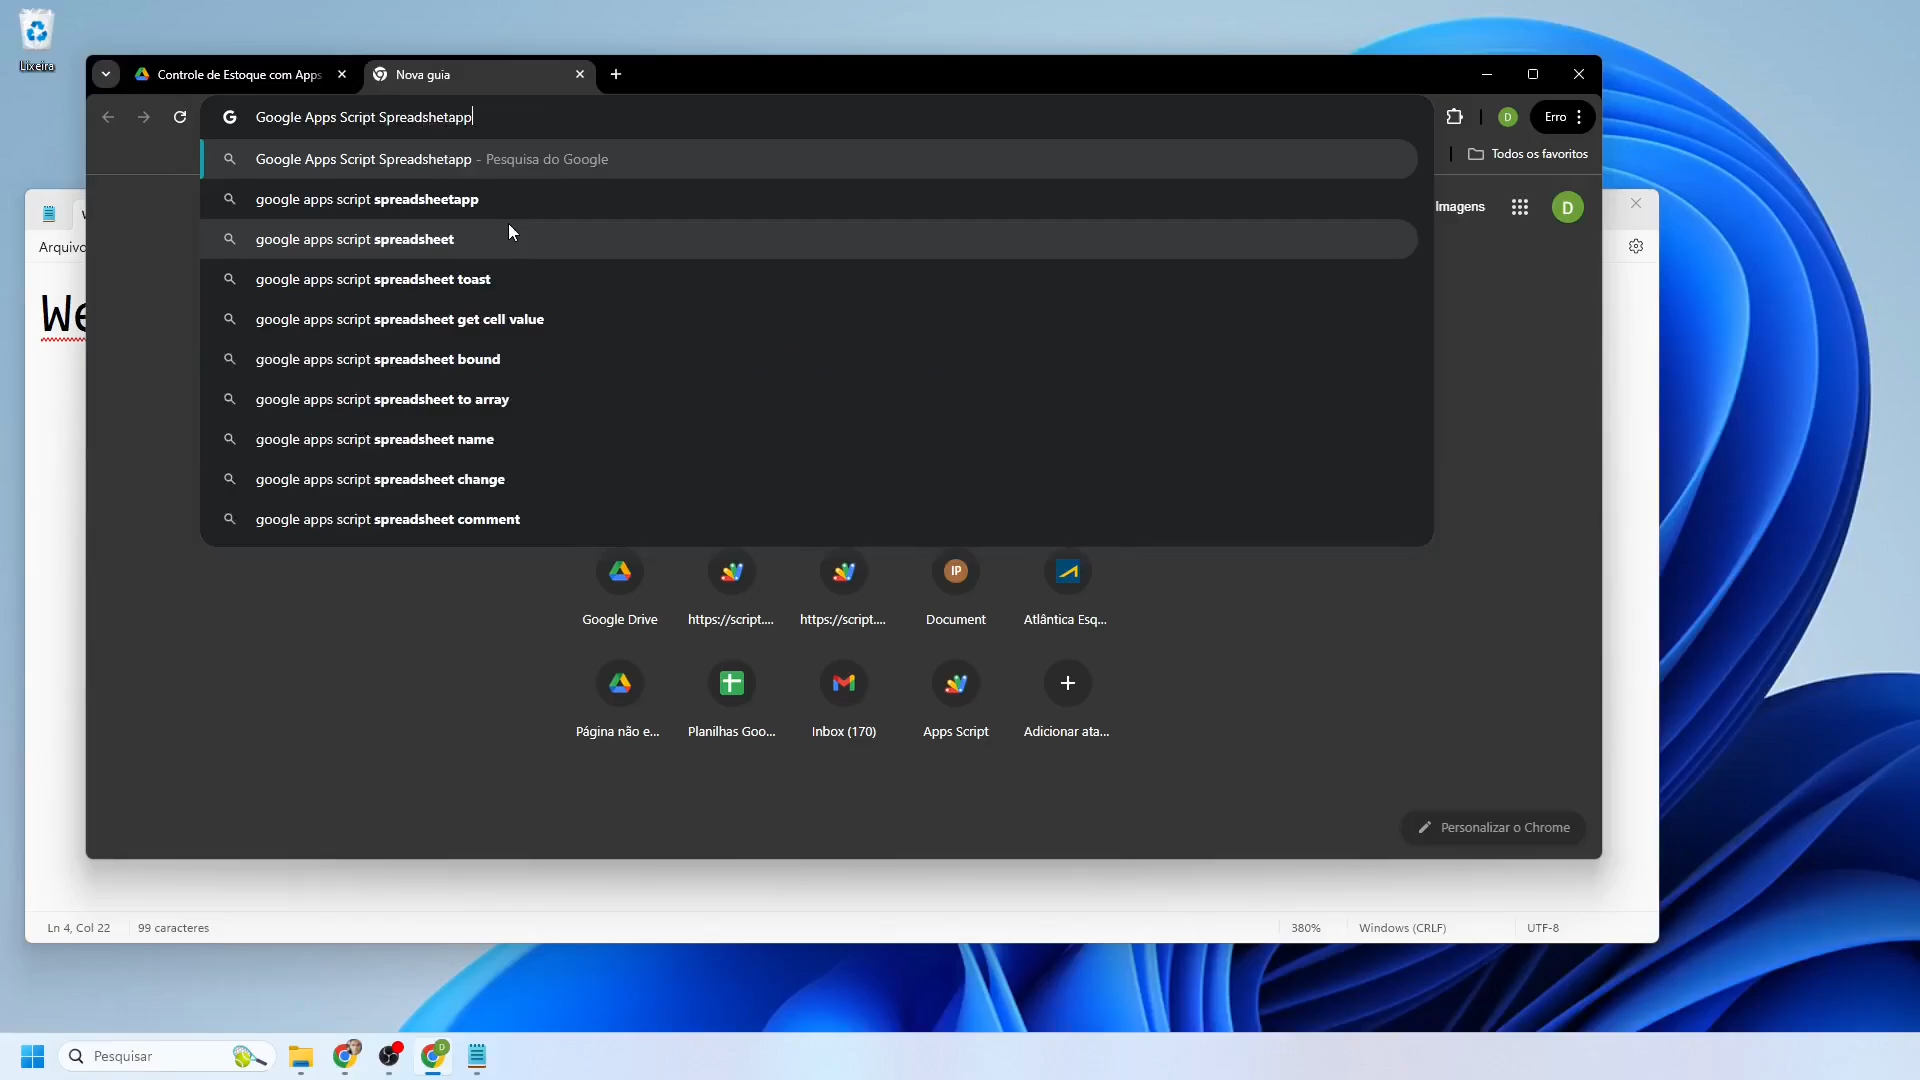 Lixeira
Controle de Estoque com Apps
Nova guia
Google Apps Script Spreadshetapp
D
Erro
Google Apps Script Spreadshetapp - Pesquisa do Google
Todos os favoritos
google apps script spreadsheetapp
Imagens
D
google apps script spreadsheet
Arquivo
google apps script spreadsheet toast
We
google apps script spreadsheet get cell value
google apps script spreadsheet bound
google apps script spreadsheet to array
google apps script spreadsheet name
google apps script spreadsheet change
google apps script spreadsheet comment
IP
Google Drive
https://script....
https://script....
Document
Atlântica Esq...
Página não e...
Planilhas Goo...
Inbox (170)
Apps Script
Adicionar ata...
Personalizar o Chrome
Ln 4, Col 22
99 caracteres
380%
Windows (CRLF)
UTF-8
Pesquisar
D